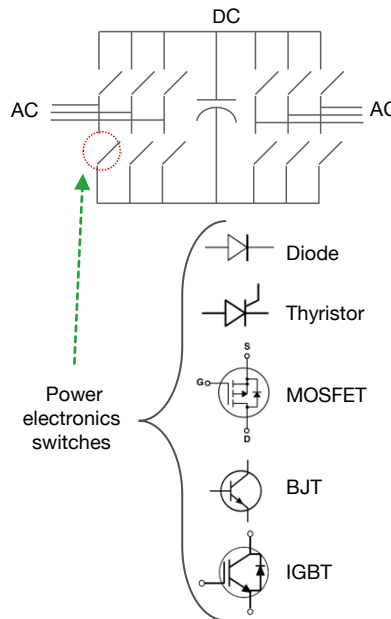 DC
AC
AC
Diode
Thyristor
S
G
D
MOSFET
Power
electronics
switches
BJT
IGBT